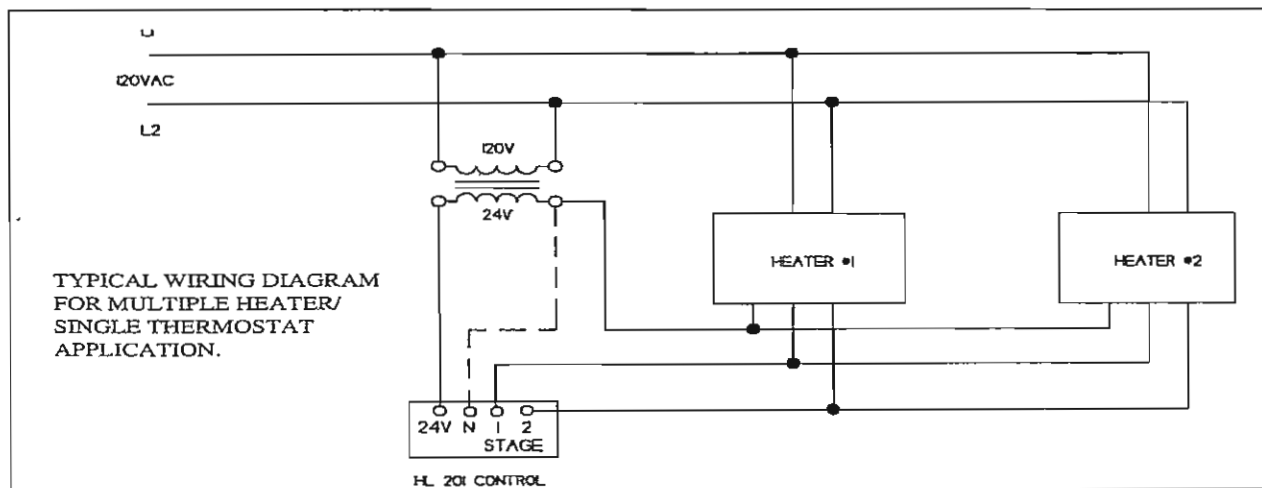 L1
120VAC
L2
120V
24V
HEATER #1
HEATER #2
TYPICAL WIRING DIAGRAM
FOR MULTIPLE HEATER/
SINGLE THERMOSTAT
APPLICATION.
24V N 1 2
STAGE
HL 201 CONTROL